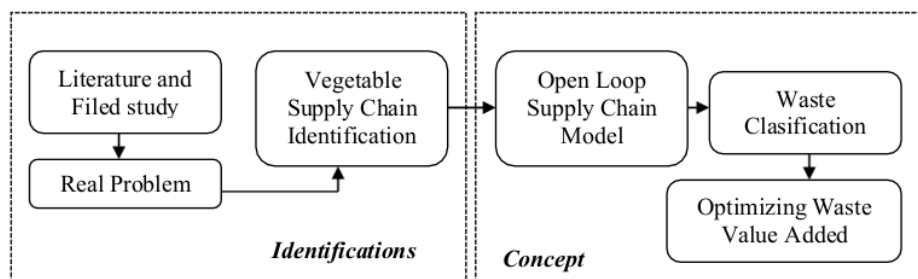 Literature and
Filed study
Real Problem
Vegetable
Supply Chain
Identification
Identifications
Open Loop
Supply Chain
Model
Waste
Clasification
Optimizing Waste
Value Added
Concept